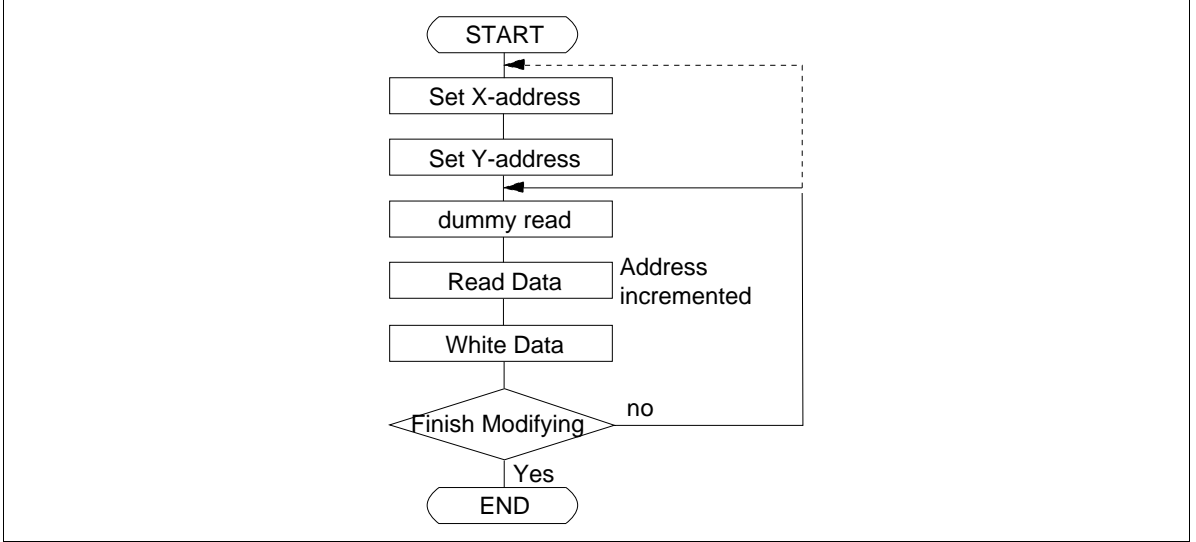 START
Set X-address
Set Y-address
dummy read
Read Data
Address
incremented
White Data
Finish Modifying
no
Yes
END